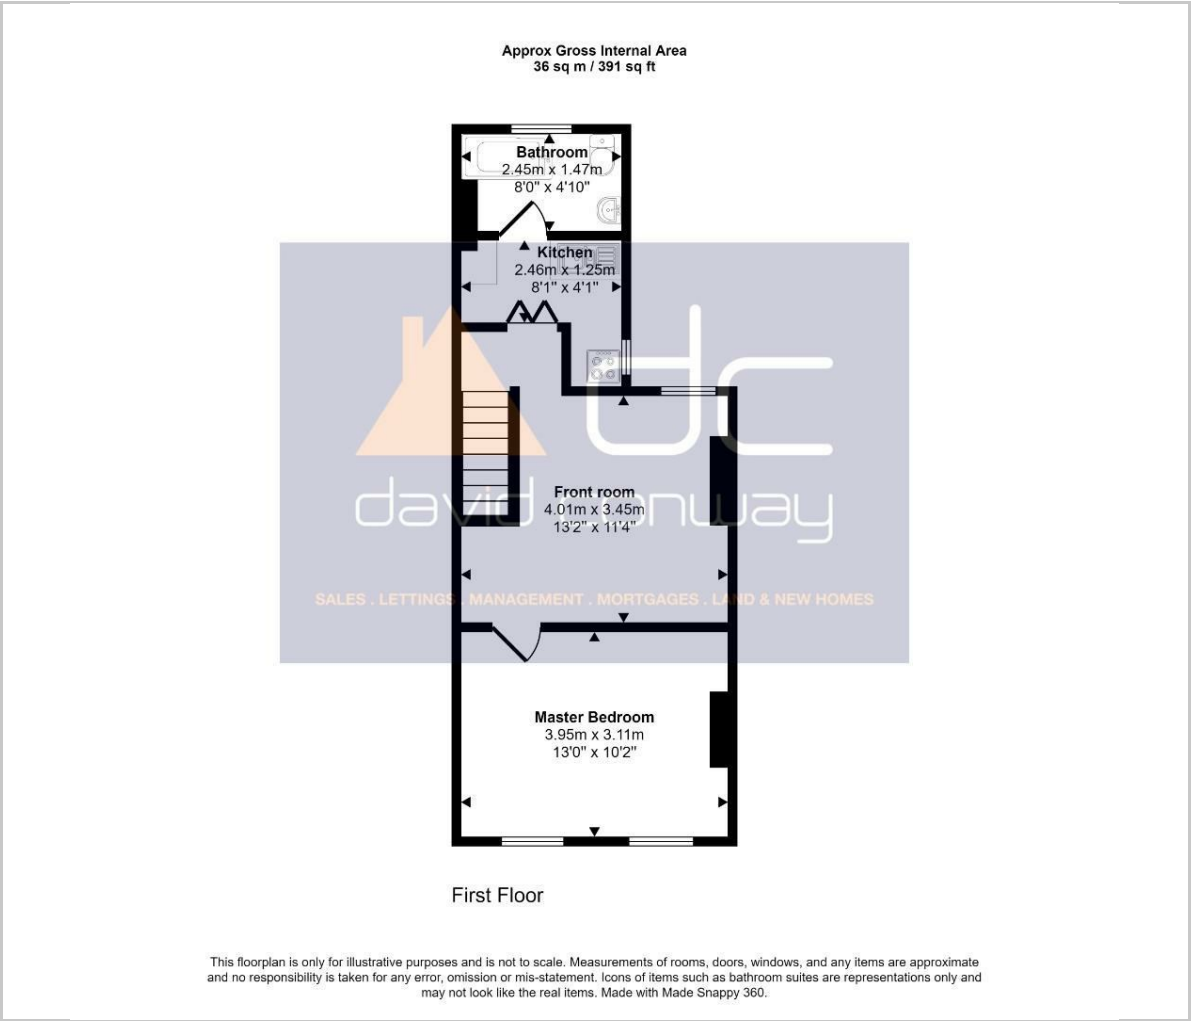 Approx Gross Internal Area
36 sq m / 391 sq ft
Bathroom
2.45m x 1.47m
8'0" x 4'10"
Kitchen
2.46m x 1.25m
8'1" x 4'1"
dc
david conway
Front room
4.01m x 3.45m
13'2" x 11'4"
SALES . LETTINGS . MANAGEMENT . MORTGAGES . LAND & NEW HOMES
Master Bedroom
3.95m x 3.11m
13'0" x 10'2"
First Floor
This floorplan is only for illustrative purposes and is not to scale. Measurements of rooms, doors, windows, and any items are approximate
and no responsibility is taken for any error, omission or mis-statement. Icons of items such as bathroom suites are representations only and
may not look like the real items. Made with Made Snappy 360.